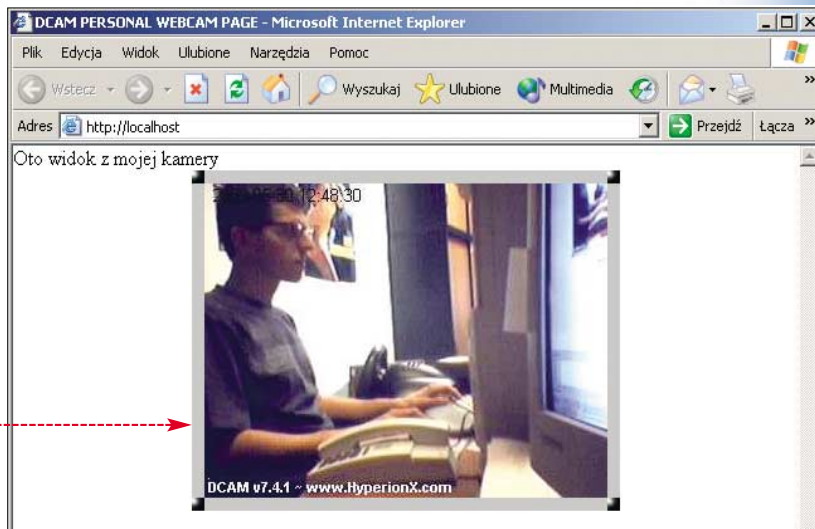 DCAM PERSONAL WEBCAM PAGE - Microsoft Internet Explorer
Plik Edycja Widok Ulubione Narzędzia Pomoc
Wstecz Wyszukaj Ulubione Multimedia »
Adres http://localhost Przejdź Łącza »
Oto widok z mojej kamery
12:48:30
DCAM v7.4.1 ~ www.HyperionX.com